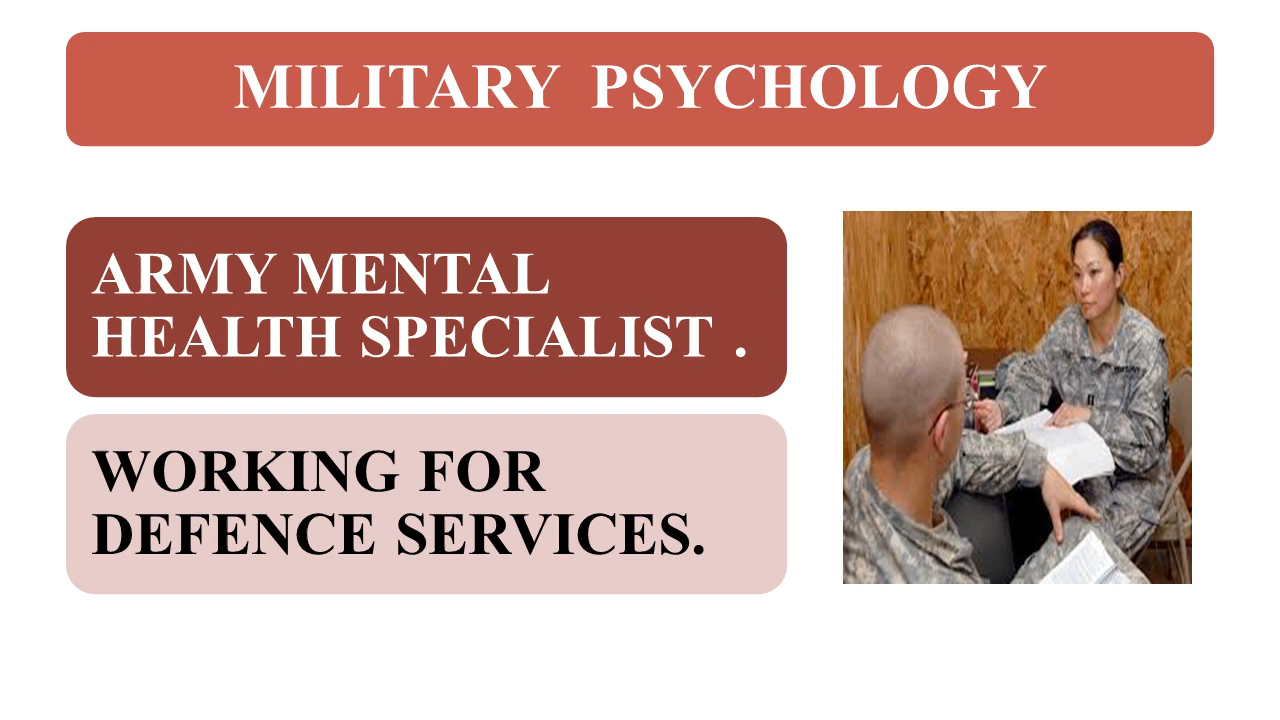 MILITARY PSYCHOLOGY
ARMY MENTAL
HEALTH SPECIALIST .
WORKING FOR
DEFENCE SERVICES.